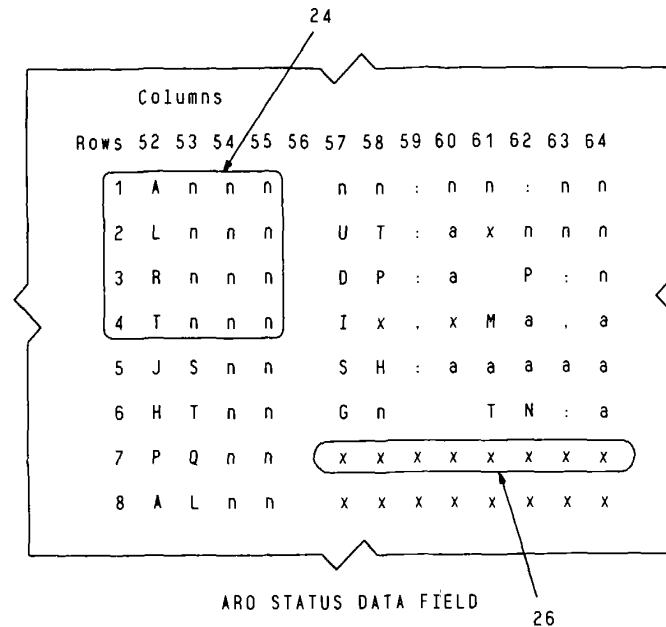 24
Columns
Rows 52 53 54 55 56 57 58 59 60 61 62 63 64
1 A n n n n n : n n : n n
2 L n n n U T : a x n n n
3 R n n n D P : a P : n
4 T n n n I x . x M a . a
5 J S n n S H : a a a a a
6 H T n n G n T N : a
7 P Q n n x x x x x x x x
8 A L n n x x x x x x x x
ARO STATUS DATA FIELD
26